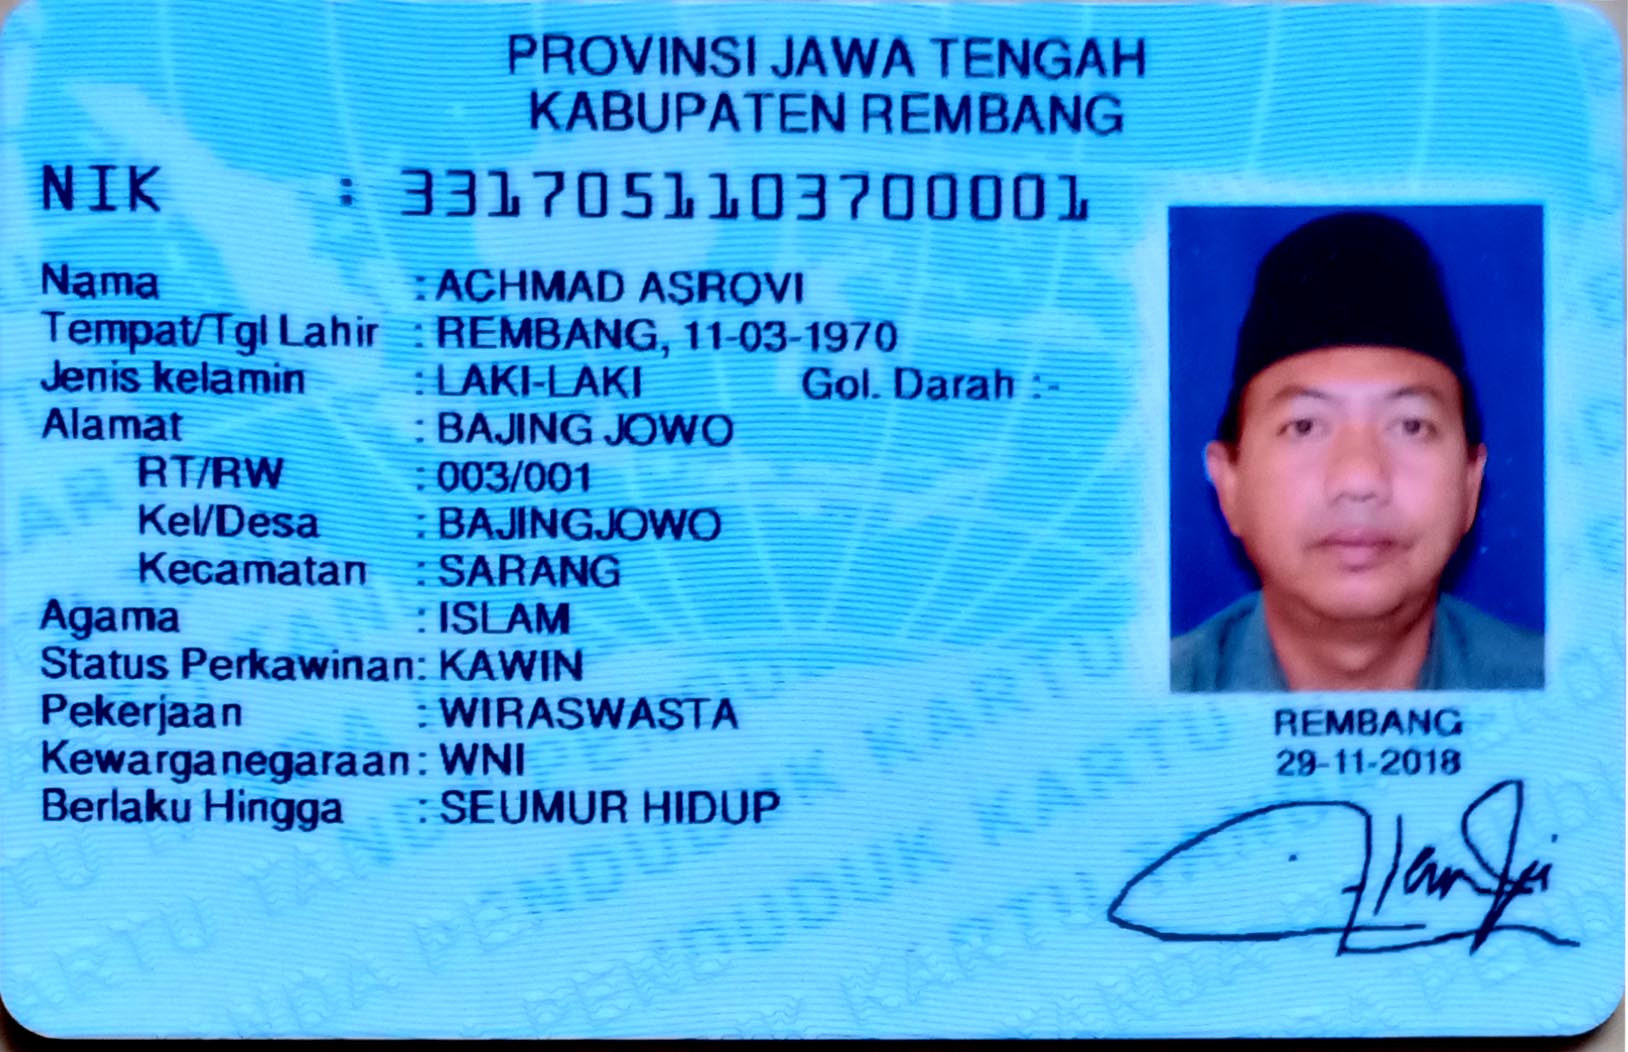 PROVINSI JAWA TENGAH
KABUPATEN REMBANG
NIK : 3317051103700001
Nama : ACHMAD ASROVI
Tempat/Tgl Lahir : REMBANG, 11-03-1970
Jenis kelamin : LAKI-LAKI Gol. Darah :-
Alamat : BAJING JOWO
RT/RW : 003/001
Kel/Desa : BAJINGJOWO
Kecamatan : SARANG
Agama : ISLAM
Status Perkawinan: KAWIN
Pekerjaan : WIRASWASTA
Kewarganegaraan: WNI
Berlaku Hingga : SEUMUR HIDUP
REMBANG
29-11-2018